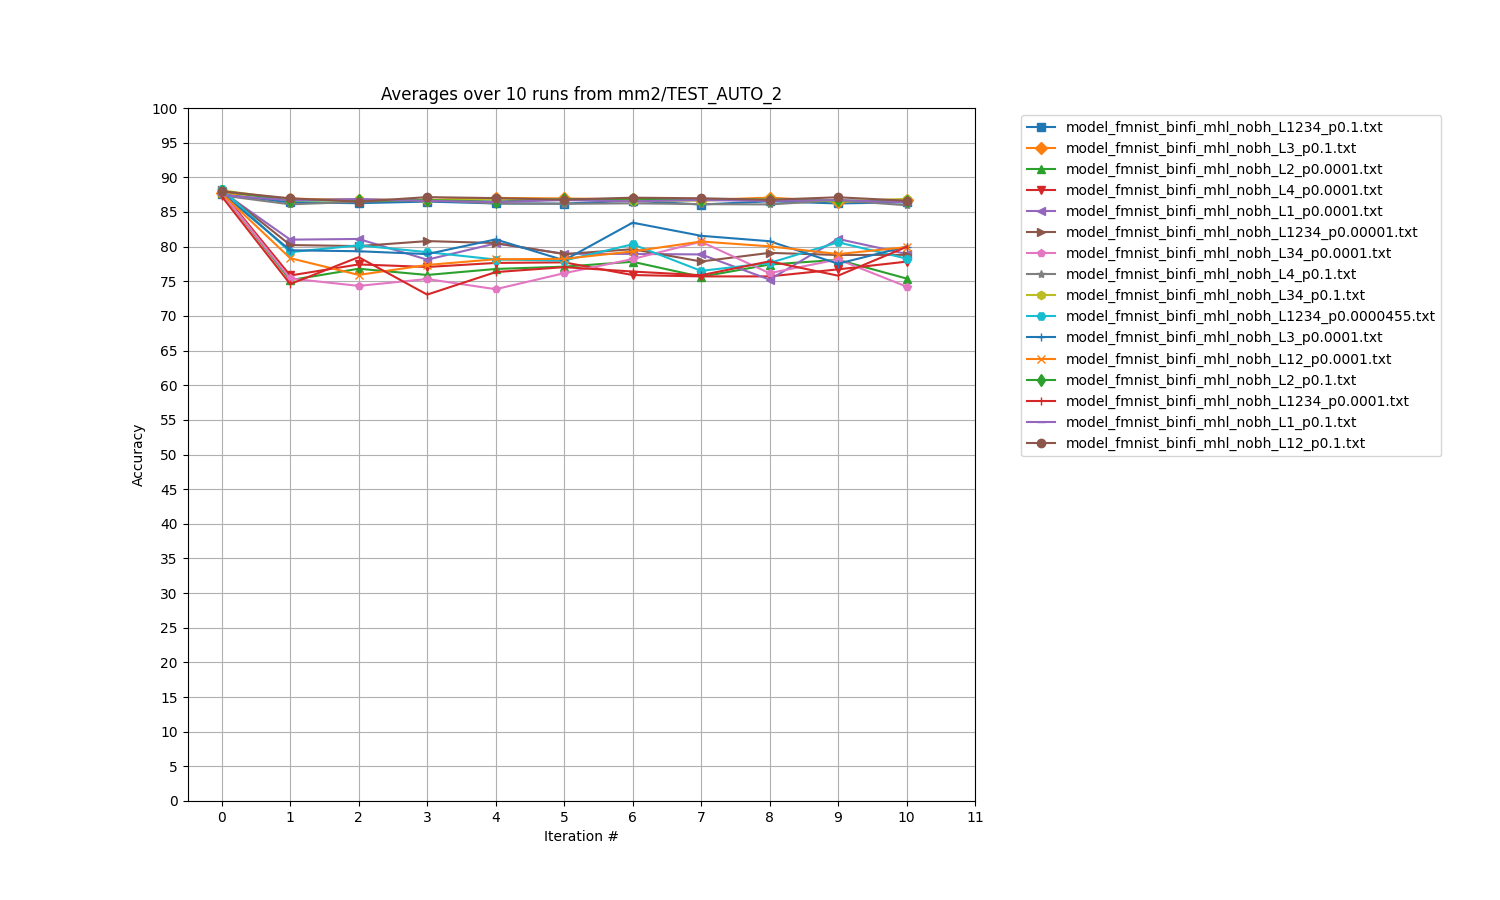 Averages over 10 runs from mm2/TEST_AUTO_2
100
95
90
85
80
75
70
65
60
55
50
45
40
35
30
25
20
15
10
5
0
Accuracy
0 1 2 3 4 5 6 7 8 9 10 11
Iteration #
model_fmnist_binfi_mhl_nobh_L1234_p0.1.txt
model_fmnist_binfi_mhl_nobh_L3_p0.1.txt
model_fmnist_binfi_mhl_nobh_L2_p0.0001.txt
model_fmnist_binfi_mhl_nobh_L4_p0.0001.txt
model_fmnist_binfi_mhl_nobh_L1_p0.0001.txt
model_fmnist_binfi_mhl_nobh_L1234_p0.00001.txt
model_fmnist_binfi_mhl_nobh_L34_p0.0001.txt
model_fmnist_binfi_mhl_nobh_L4_p0.1.txt
model_fmnist_binfi_mhl_nobh_L34_p0.1.txt
model_fmnist_binfi_mhl_nobh_L1234_p0.0000455.txt
model_fmnist_binfi_mhl_nobh_L3_p0.0001.txt
model_fmnist_binfi_mhl_nobh_L12_p0.0001.txt
model_fmnist_binfi_mhl_nobh_L2_p0.1.txt
model_fmnist_binfi_mhl_nobh_L1234_p0.0001.txt
model_fmnist_binfi_mhl_nobh_L1_p0.1.txt
model_fmnist_binfi_mhl_nobh_L12_p0.1.txt